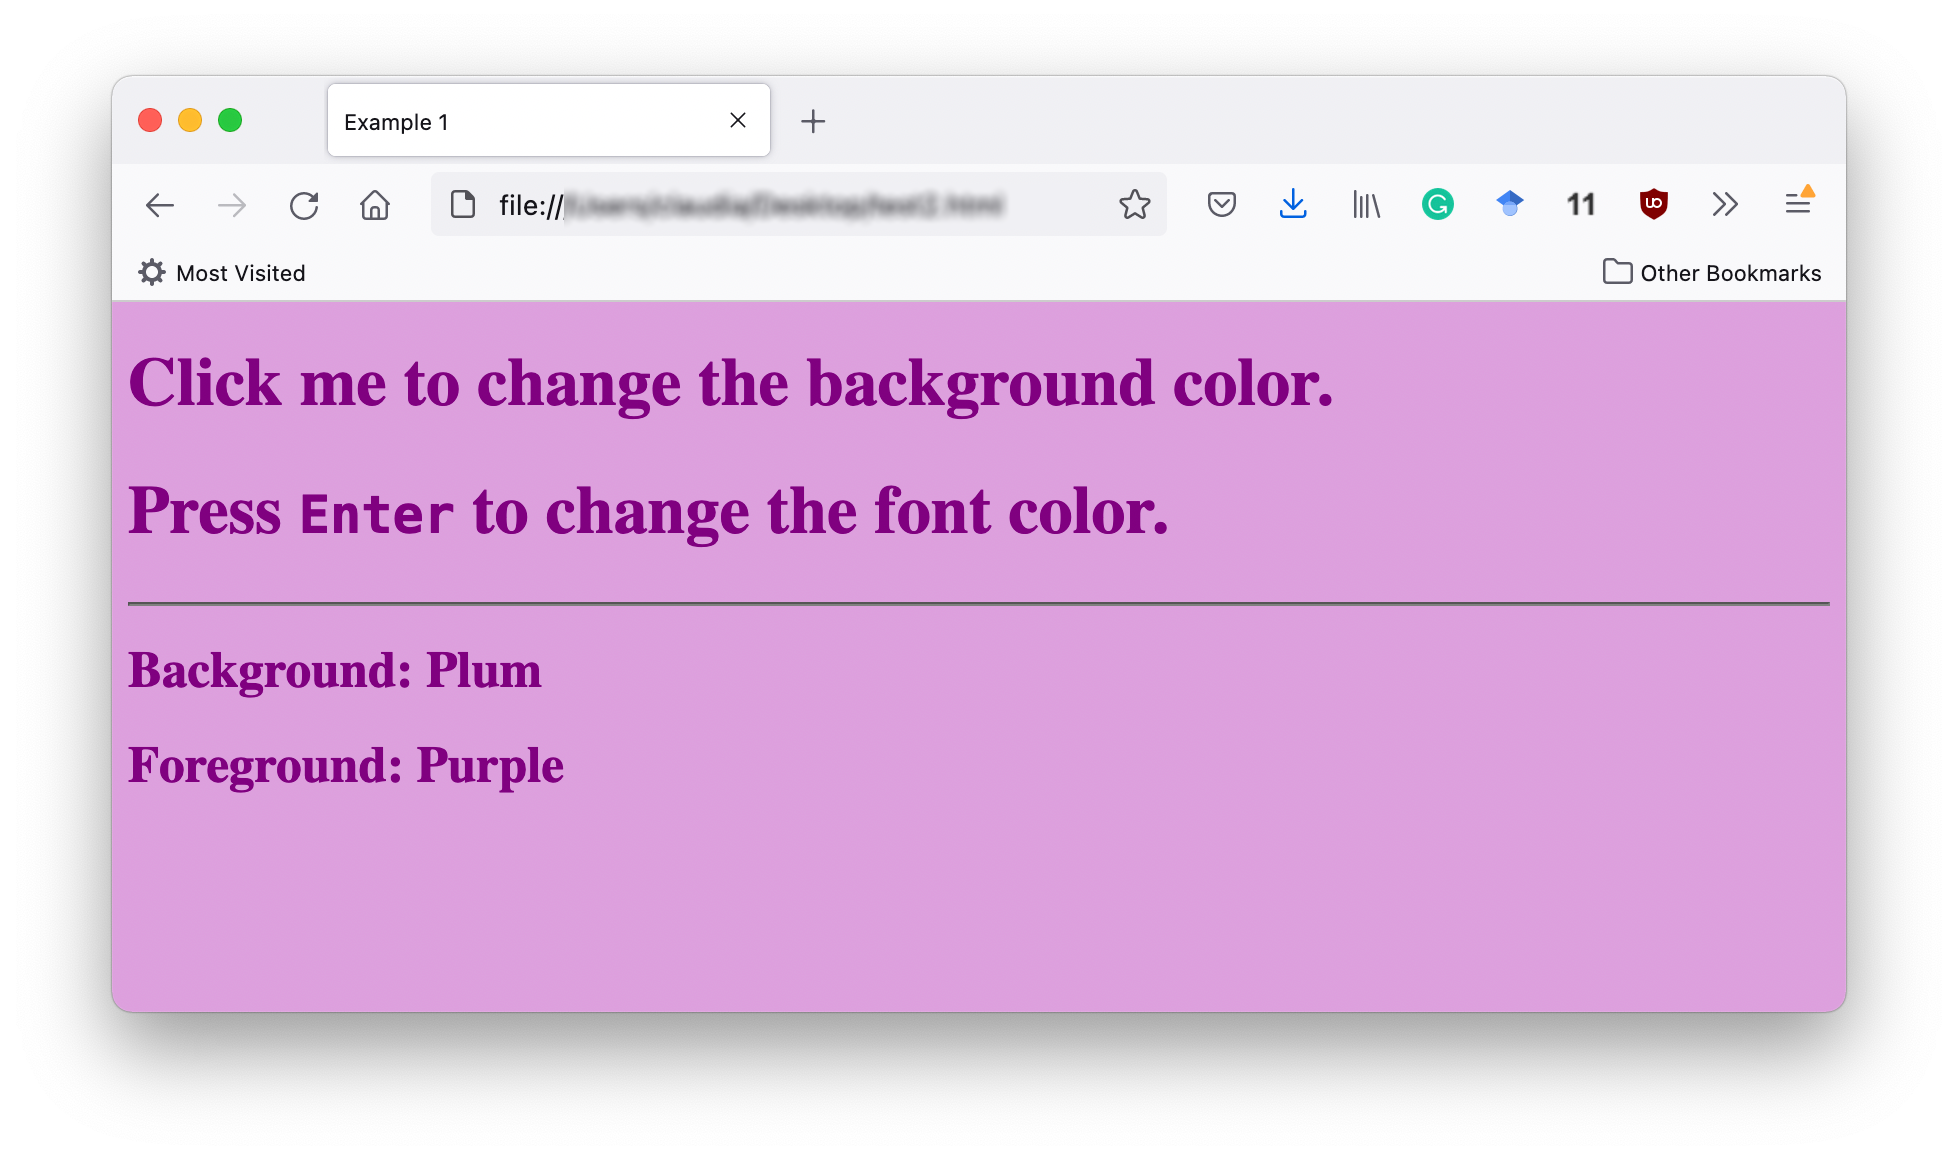 Example 1
file://
11
Most Visited
Other Bookmarks
Click me to change the background color.
Press Enter to change the font color.
Background: Plum
Foreground: Purple